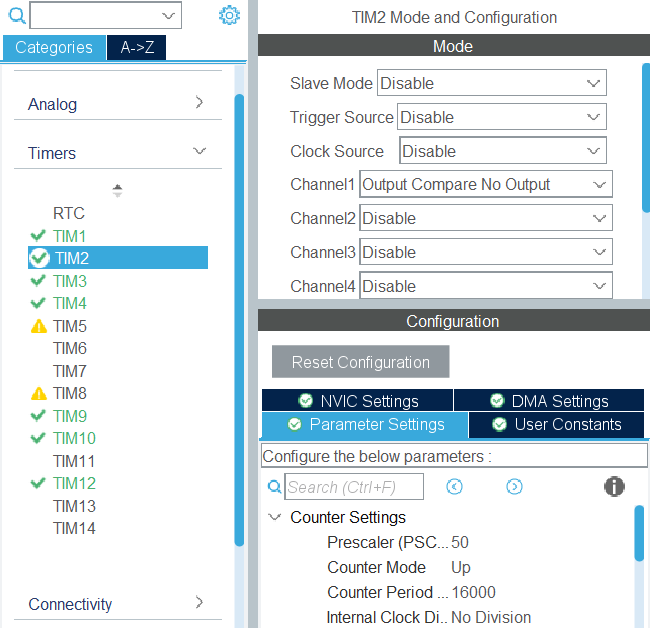 Categories
A->Z
Analog
Timers
RTC
TIM1
TIM2
TIM3
TIM4
TIM5
TIM6
TIM7
TIM8
TIM9
TIM10
TIM11
TIM12
TIM13
TIM14
Connectivity
TIM2 Mode and Configuration
Mode
Slave Mode Disable
Trigger Source Disable
Clock Source Disable
Channel1 Output Compare No Output
Channel2 Disable
Channel3 Disable
Channel4 Disable
Configuration
Reset Configuration
NVIC Settings
DMA Settings
Parameter Settings
User Constants
Configure the below parameters :
Search (Ctrl+F)
Counter Settings
Prescaler (PSC... 50
Counter Mode Up
Counter Period ... 16000
Internal Clock Di.. No Division